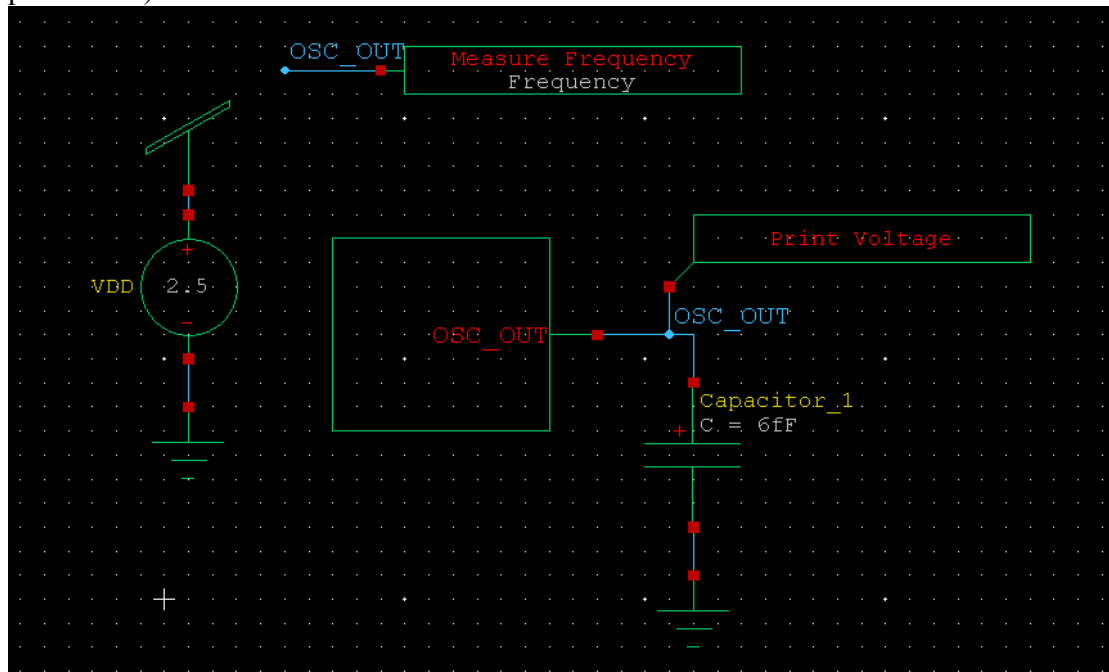 OSC_OUT
Measure Frequency
Frequency
Print Voltage
+
VDD
2.5
-
OSC_OUT
OSC_OUT
Capacitor_1
+
C = 6fF